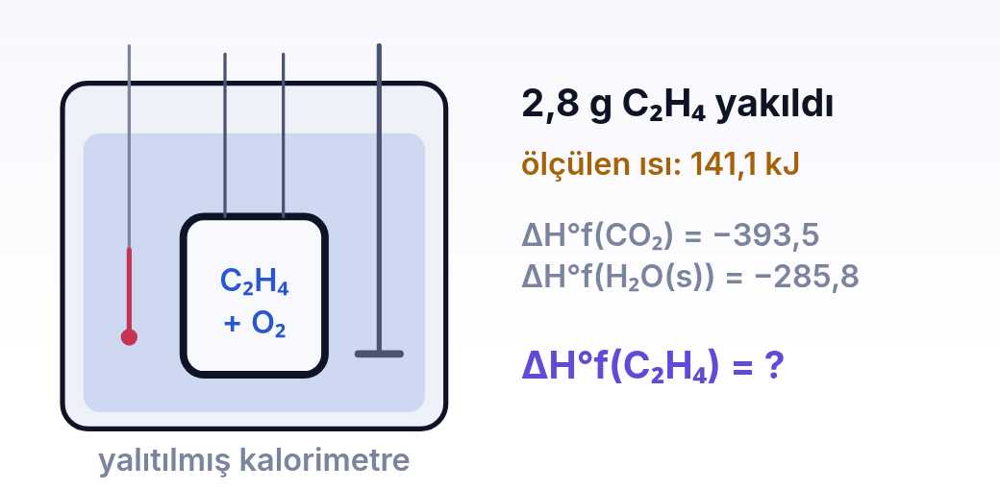 C₂H₄
+ O₂
yalıtılmış kalorimetre
2,8 g C₂H₄ yakıldı
ölçülen ısı: 141,1 kJ
ΔH°f(CO₂) = −393,5
ΔH°f(H₂O(s)) = −285,8
ΔH°f(C₂H₄) = ?